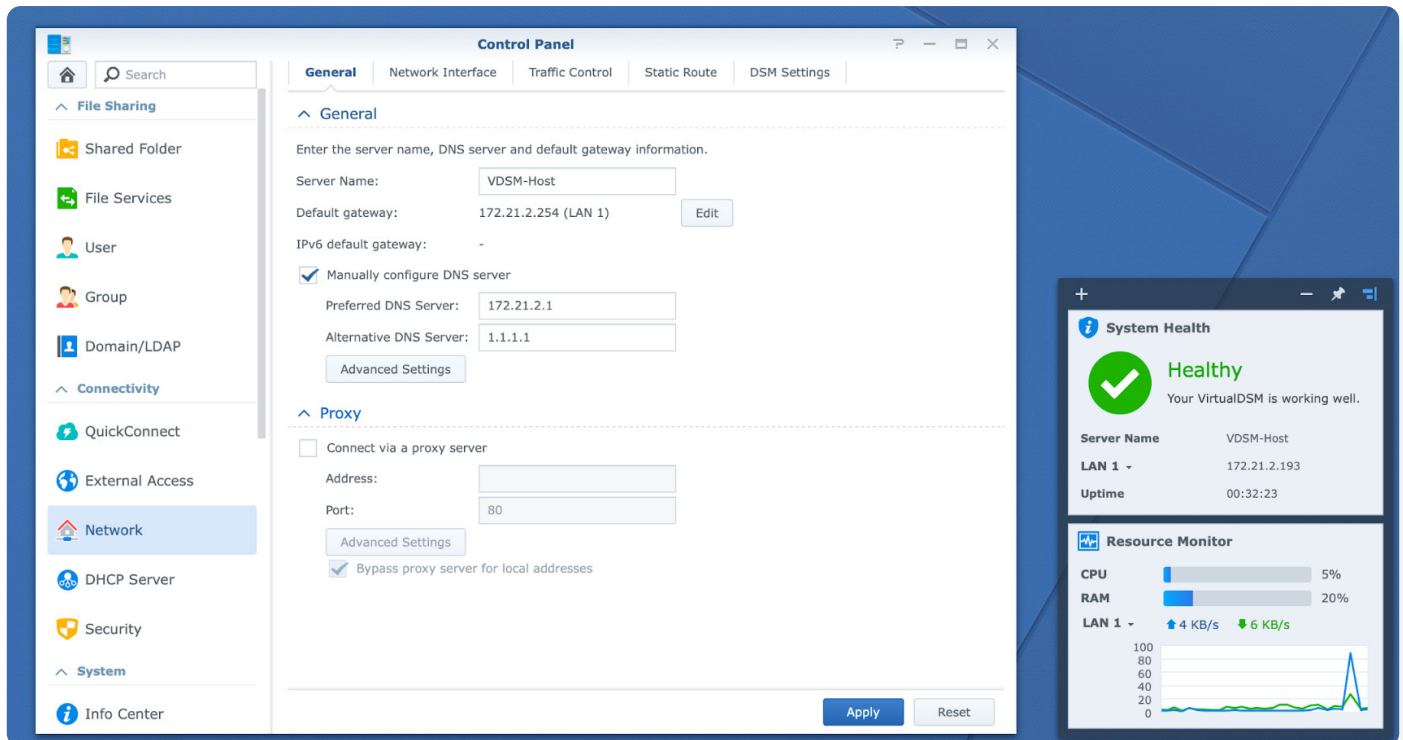 Control Panel
Search
File Sharing
Shared Folder
File Services
User
Group
Domain/LDAP
Connectivity
QuickConnect
External Access
Network
DHCP Server
Security
System
Info Center
General Network Interface Traffic Control Static Route DSM Settings
General
Enter the server name, DNS server and default gateway information.
Server Name: VDSM-Host
Default gateway: 172.21.2.254 (LAN 1) Edit
IPv6 default gateway: -
Manually configure DNS server
Preferred DNS Server: 172.21.2.1
Alternative DNS Server: 1.1.1.1
Advanced Settings
Proxy
Connect via a proxy server
Address:
Port: 80
Advanced Settings
Bypass proxy server for local addresses
Apply Reset
System Health
Healthy
Your VirtualDSM is working well.
Server Name VDSM-Host
LAN 1 172.21.2.193
Uptime 00:32:23
Resource Monitor
CPU 5%
RAM 20%
LAN 1 4 KB/s 6 KB/s
100
80
60
40
20
0